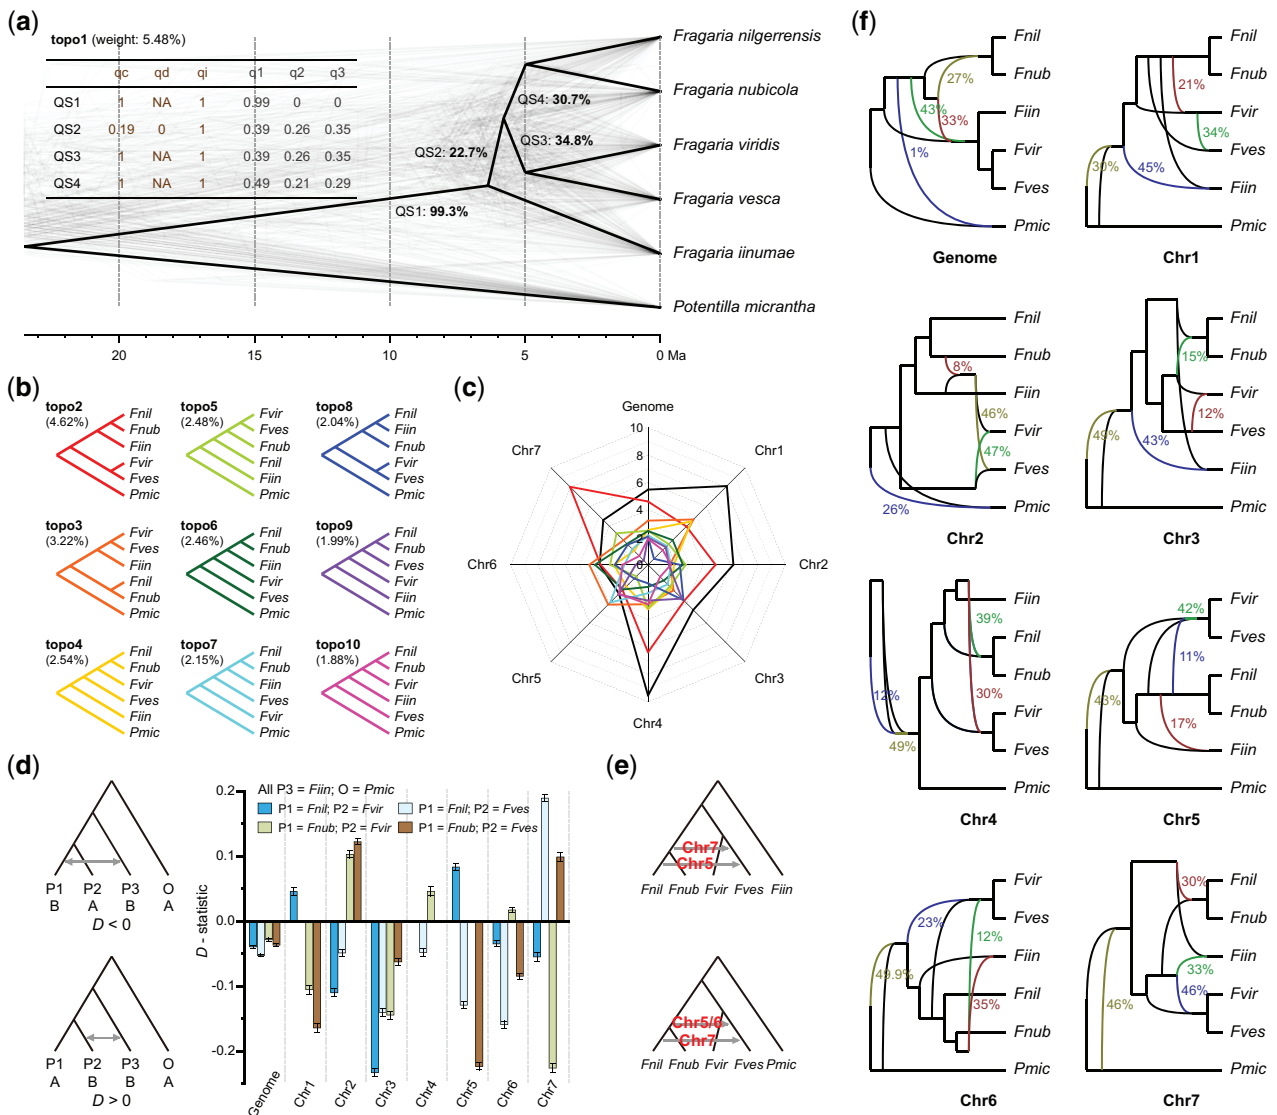 (a)
topo1 (weight: 5.48%)
qc qd qi q1 q2 q3
QS1 1 NA 1 0.99 0 0
QS2 0.19 0 1 0.39 0.26 0.35
QS3 1 NA 1 0.39 0.26 0.35
QS4 1 NA 1 0.49 0.21 0.29
QS4: 30.7%
QS3: 34.8%
QS2: 22.7%
QS1: 99.3%
Fragaria nilgerrensis
Fragaria nubicola
Fragaria viridis
Fragaria vesca
Fragaria iinumae
Potentilla micrantha
20 15 10 5 0 Ma
(b)
topo2
(4.62%)
Fnil
Fnub
Fiin
Fvir
Fves
Pmic
topo5
(2.48%)
Fvir
Fves
Fnub
Fnil
Fiin
Pmic
topo8
(2.04%)
Fnil
Fiin
Fnub
Fvir
Fves
Pmic
topo3
(3.22%)
Fvir
Fves
Fiin
Fnil
Fnub
Pmic
topo6
(2.46%)
Fnil
Fnub
Fiin
Fvir
Fves
Pmic
topo9
(1.99%)
Fnil
Fnub
Fves
Fvir
Fiin
Pmic
topo4
(2.54%)
Fnil
Fnub
Fvir
Fves
Fiin
Pmic
topo7
(2.15%)
Fnil
Fnub
Fiin
Fves
Fvir
Pmic
topo10
(1.88%)
Fnil
Fnub
Fvir
Fiin
Fves
Pmic
(c)
Genome
Chr1
Chr2
Chr3
Chr4
Chr5
Chr6
Chr7
10
8
6
4
2
0
(d)
P1 P2 P3 O
B A B A
D < 0
P1 P2 P3 O
A B B A
D > 0
All P3 = Fiin; O = Pmic
P1 = Fnil; P2 = Fvir
P1 = Fnil; P2 = Fves
P1 = Fnub; P2 = Fvir
P1 = Fnub; P2 = Fves
D - statistic
0.2
0.1
0.0
-0.1
-0.2
Genome Chr1 Chr2 Chr3 Chr4 Chr5 Chr6 Chr7
(e)
Chr7
Chr5
Fnil Fnub Fvir Fves Fiin
Chr5/6
Chr7
Fnil Fnub Fvir Fves Pmic
(f)
27%
43%
33%
1%
Fnil
Fnub
Fiin
Fvir
Fves
Pmic
Genome
21%
34%
30%
45%
Fnil
Fnub
Fvir
Fves
Fiin
Pmic
Chr1
8%
46%
47%
26%
Fnil
Fnub
Fiin
Fvir
Fves
Pmic
Chr2
15%
12%
49%
43%
Fnil
Fnub
Fvir
Fves
Fiin
Pmic
Chr3
39%
12%
30%
49%
Fiin
Fnil
Fnub
Fvir
Fves
Pmic
Chr4
42%
11%
43%
17%
Fvir
Fves
Fnil
Fnub
Fiin
Pmic
Chr5
23%
12%
49.9%
35%
Fvir
Fves
Fiin
Fnil
Fnub
Pmic
Chr6
30%
33%
46%
46%
Fnil
Fnub
Fiin
Fvir
Fves
Pmic
Chr7